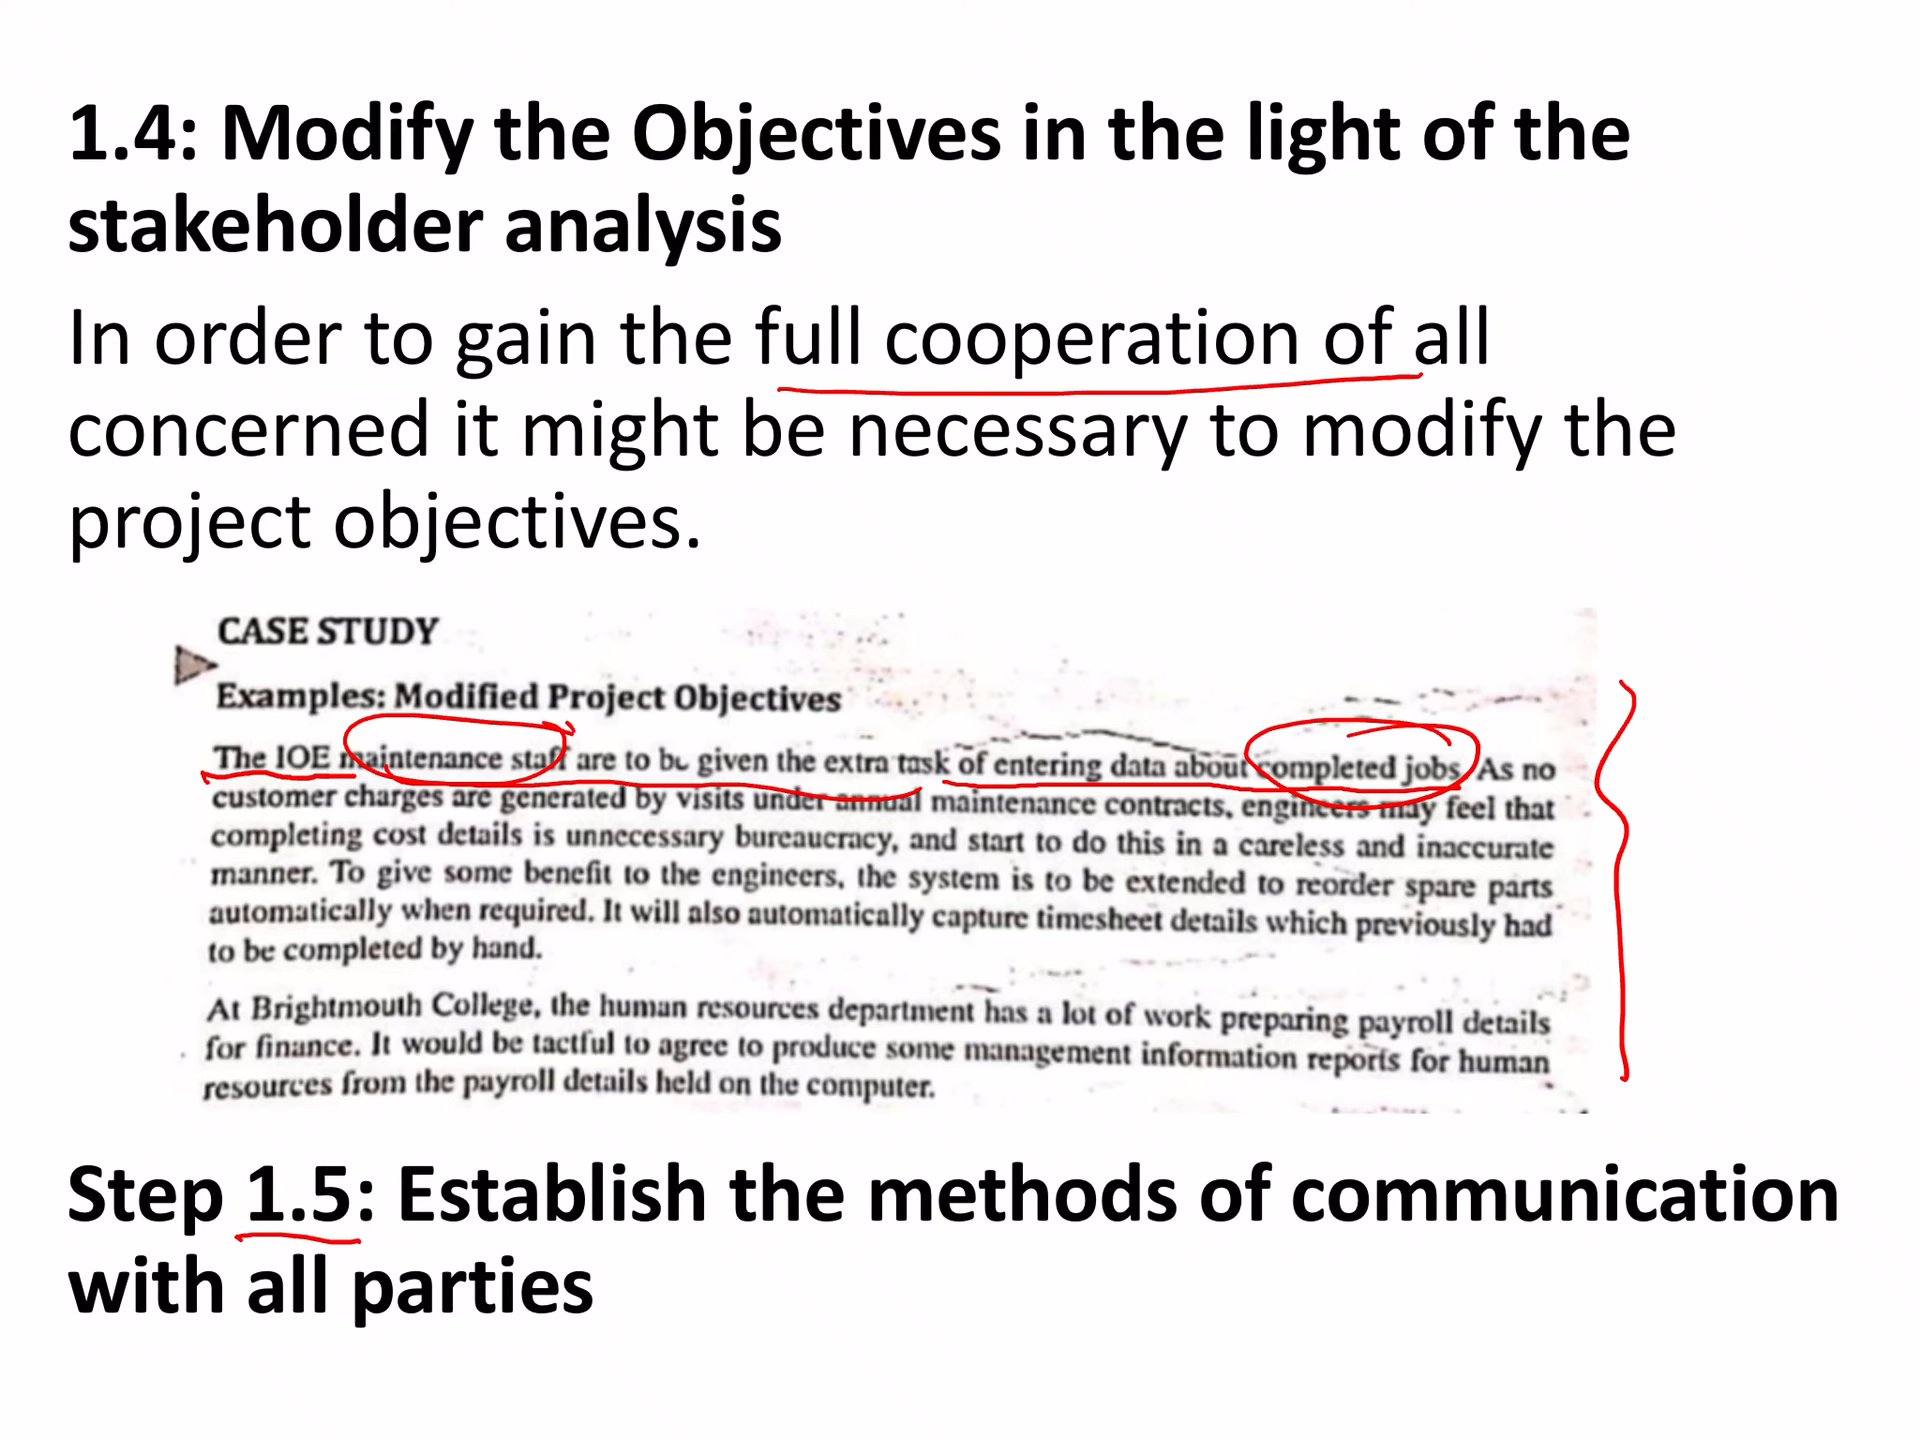 1.4: Modify the Objectives in the light of the
stakeholder analysis
In order to gain the full cooperation of all
concerned it might be necessary to modify the
project objectives.
CASE STUDY
Examples: Modified Project Objectives
The IOE maintenance staff are to be given the extra task of entering data about completed jobs. As no
customer charges are generated by visits under annual maintenance contracts, engineers may feel that
completing cost details is unnecessary bureaucracy, and start to do this in a careless and inaccurate
manner. To give some benefit to the engineers, the system is to be extended to reorder spare parts
automatically when required. It will also automatically capture timesheet details which previously had
to be completed by hand.
At Brightmouth College, the human resources department has a lot of work preparing payroll details
for finance. It would be tactful to agree to produce some management information reports for human
resources from the payroll details held on the computer.
Step 1.5: Establish the methods of communication
with all parties